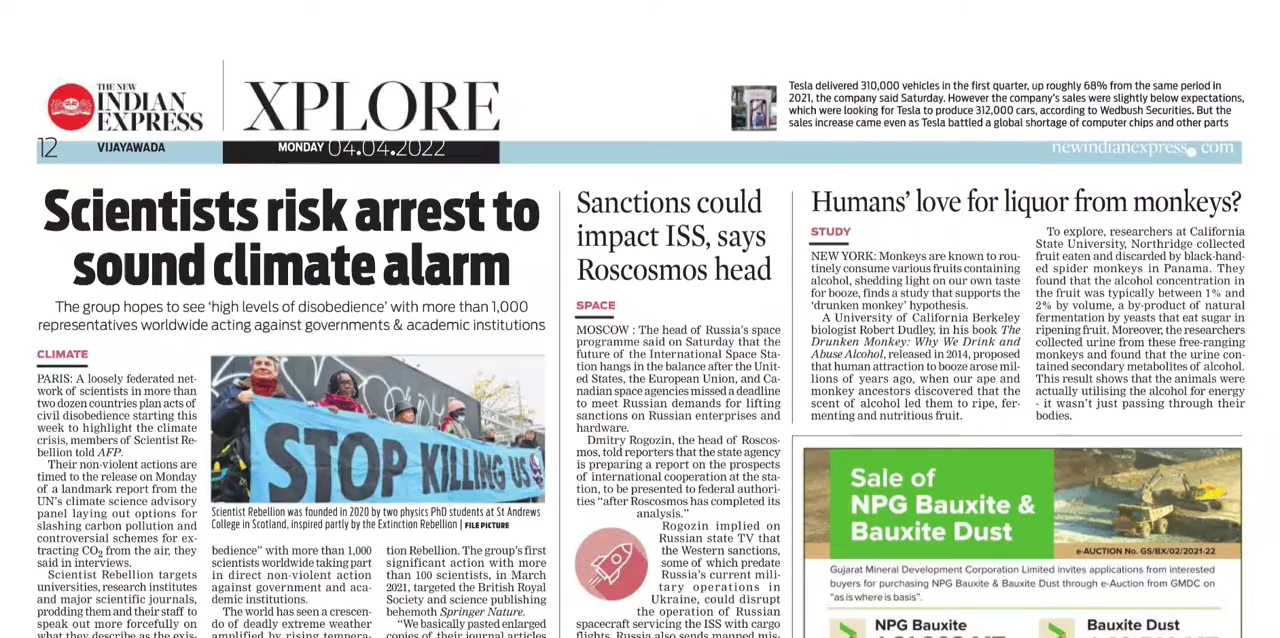 THE NEW
INDIAN
EXPRESS
XPLORE
12
VIJAYAWADA
MONDAY 04.04.2022
Tesla delivered 310,000 vehicles in the first quarter, up roughly 68% from the same period in
2021, the company said Saturday. However the company's sales were slightly below expectations,
which were looking for Tesla to produce 312,000 cars, according to Wedbush Securities. But the
sales increase came even as Tesla battled a global shortage of computer chips and other parts
newindianexpress.com
Scientists risk arrest to
sound climate alarm
The group hopes to see 'high levels of disobedience' with more than 1,000
representatives worldwide acting against governments & academic institutions
CLIMATE
PARIS: A loosely federated net-
work of scientists in more than
two dozen countries plan acts of
civil disobedience starting this
week to highlight the climate
crisis, members of Scientist Re-
bellion told AFP.
Their non-violent actions are
timed to the release on Monday
of a landmark report from the
UN's climate science advisory
panel laying out options for
slashing carbon pollution and
controversial schemes for ex-
tracting CO2 from the air, they
said in interviews.
Scientist Rebellion targets
universities, research institutes
and major scientific journals,
prodding them and their staff to
speak out more forcefully on
what they describe as the exis-
STOP KILLING US
Scientist Rebellion was founded in 2020 by two physics PhD students at St Andrews
College in Scotland, inspired partly by the Extinction Rebellion | FILE PICTURE
bedience" with more than 1,000
scientists worldwide taking part
in direct non-violent action
against government and aca-
demic institutions.
The world has seen a crescen-
do of deadly extreme weather
amplified by rising tempera-
tion Rebellion. The group's first
significant action with more
than 100 scientists, in March
2021, targeted the British Royal
Society and science publishing
behemoth Springer Nature.
"We basically pasted enlarged
copies of their journal articles
Sanctions could
impact ISS, says
Roscosmos head
SPACE
MOSCOW : The head of Russia's space
programme said on Saturday that the
future of the International Space Sta-
tion hangs in the balance after the Unit-
ed States, the European Union, and Ca-
nadian space agencies missed a deadline
to meet Russian demands for lifting
sanctions on Russian enterprises and
hardware.
Dmitry Rogozin, the head of Roscos-
mos, told reporters that the state agency
is preparing a report on the prospects
of international cooperation at the sta-
tion, to be presented to federal authori-
ties "after Roscosmos has completed its
analysis."
Rogozin implied on
Russian state TV that
the Western sanctions,
some of which predate
Russia's current mili-
tary operations in
Ukraine, could disrupt
the operation of Russian
spacecraft servicing the ISS with cargo
flights. Russia also sends manned mis-
Humans' love for liquor from monkeys?
STUDY
NEW YORK: Monkeys are known to rou-
tinely consume various fruits containing
alcohol, shedding light on our own taste
for booze, finds a study that supports the
'drunken monkey' hypothesis.
A University of California Berkeley
biologist Robert Dudley, in his book The
Drunken Monkey: Why We Drink and
Abuse Alcohol, released in 2014, proposed
that human attraction to booze arose mil-
lions of years ago, when our ape and
monkey ancestors discovered that the
scent of alcohol led them to ripe, fer-
menting and nutritious fruit.
To explore, researchers at California
State University, Northridge collected
fruit eaten and discarded by black-hand-
ed spider monkeys in Panama. They
found that the alcohol concentration in
the fruit was typically between 1% and
2% by volume, a by-product of natural
fermentation by yeasts that eat sugar in
ripening fruit. Moreover, the researchers
collected urine from these free-ranging
monkeys and found that the urine con-
tained secondary metabolites of alcohol.
This result shows that the animals were
actually utilising the alcohol for energy
- it wasn't just passing through their
bodies.
Sale of
NPG Bauxite &
Bauxite Dust
e-AUCTION No. GS/BX/02/2021-22
Gujarat Mineral Development Corporation Limited invites applications from interested
buyers for purchasing NPG Bauxite & Bauxite Dust through e-Auction from GMDC on
"as is where is basis".
NPG Bauxite
Bauxite Dust